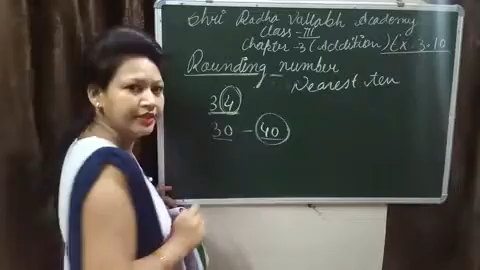 Shri Radha Vallabh Academy
Class - III
Chapter - 3 (Addition) Ex. 3.10
Rounding number
Nearest ten
34
30 - 40